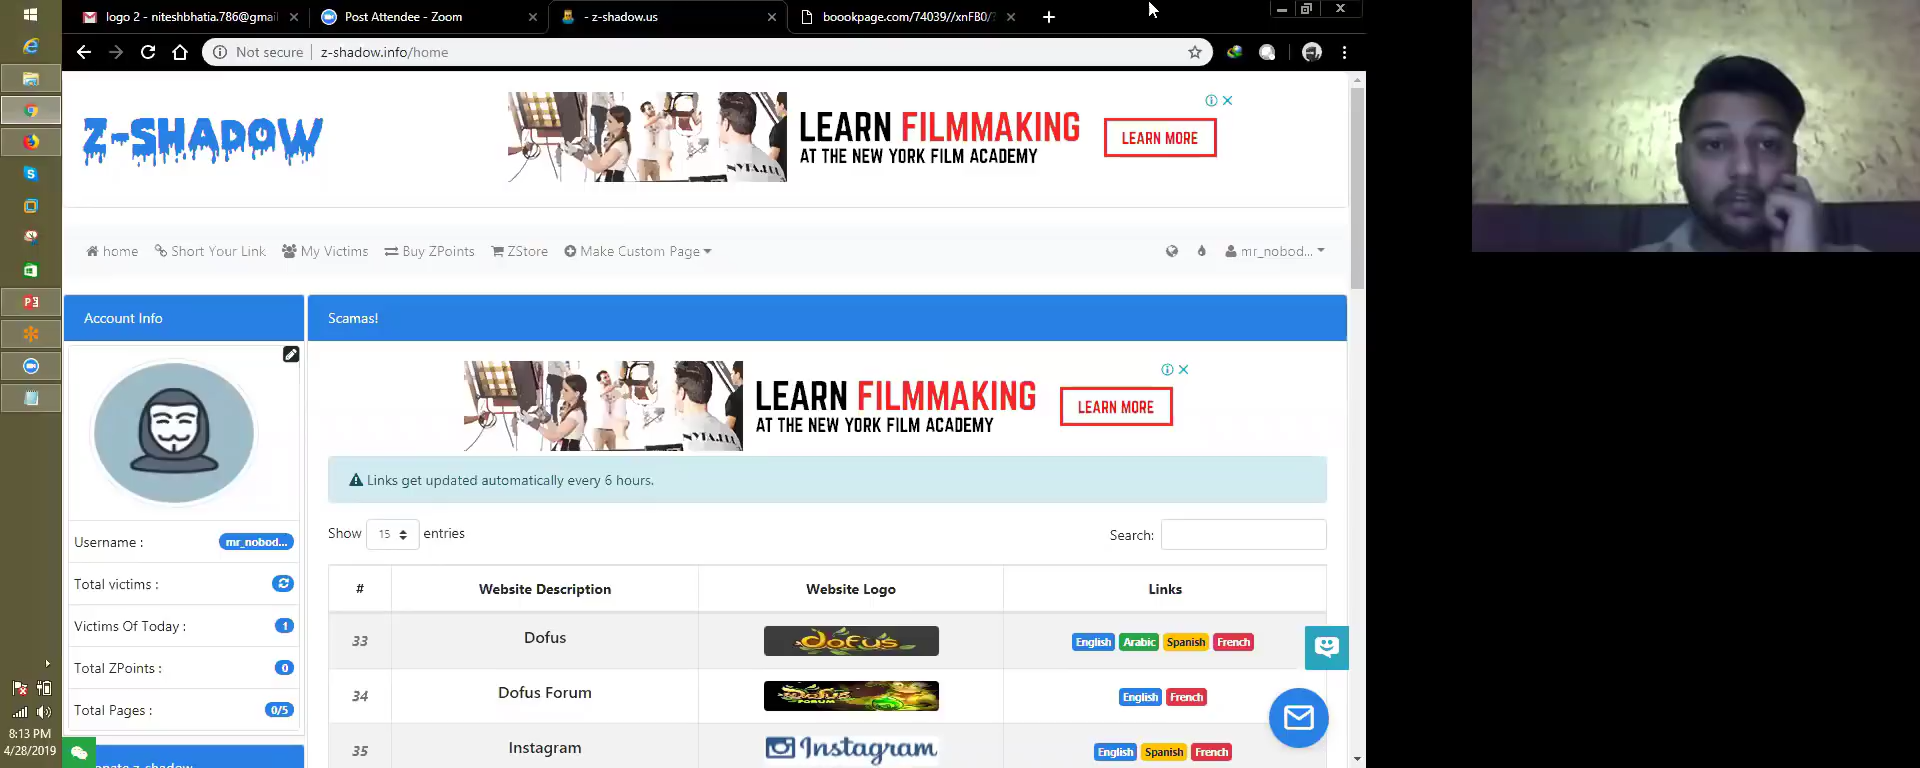 logo 2 - niteshbhatia.786@gmai
Post Attendee - Zoom
- z-shadow.us
boookpage.com/74039//xnFB0/?
Not secure | z-shadow.info/home
Z-SHADOW
LEARN FILMMAKING
AT THE NEW YORK FILM ACADEMY
LEARN MORE
home
Short Your Link
My Victims
Buy ZPoints
ZStore
Make Custom Page
mr_nobod...
Account Info
Scamas!
LEARN FILMMAKING
AT THE NEW YORK FILM ACADEMY
LEARN MORE
Links get updated automatically every 6 hours.
Show 15 entries
Search:
Username : mr_nobod...
Total victims :
Victims Of Today : 1
Total ZPoints : 0
Total Pages : 0/5
# Website Description Website Logo Links
33 Dofus Dofus English Arabic Spanish French
34 Dofus Forum Dofus FORUM English French
35 Instagram Instagram English Spanish French
8:13 PM
4/28/2019